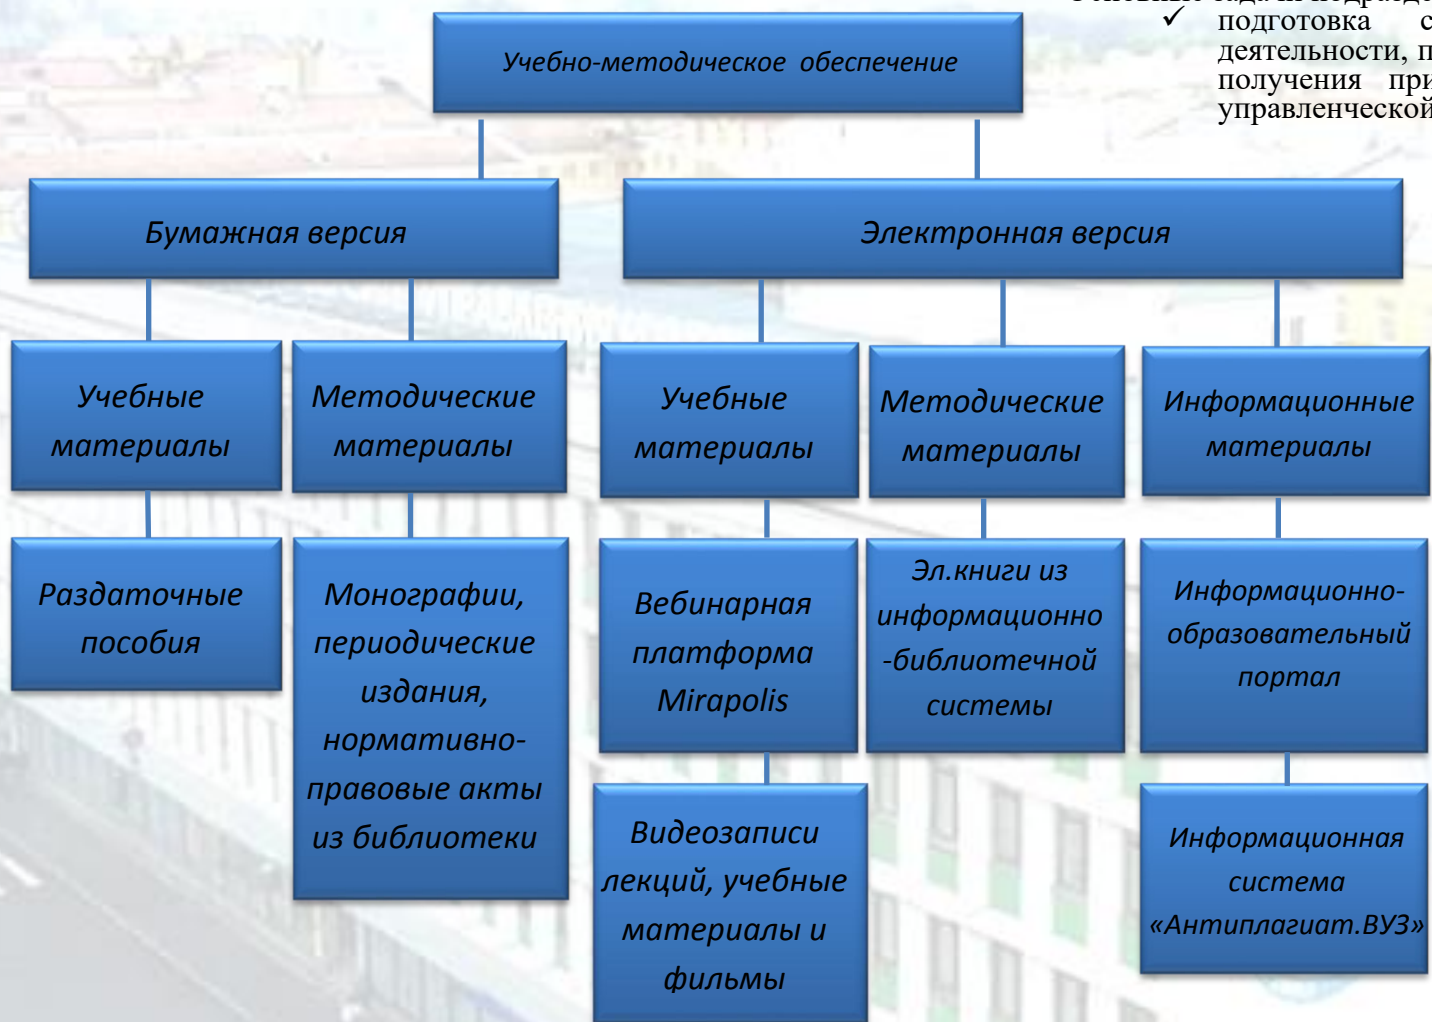 подготовка с
деятельности, п
получения при
управленческой
Учебно-методическое обеспечение
Бумажная версия
Электронная версия
Учебные
материалы
Методические
материалы
Учебные
материалы
Методические
материалы
Информационные
материалы
Раздаточные
пособия
Монографии,
периодические
издания,
нормативно-
правовые акты
из библиотеки
Вебинарная
платформа
Mirapolis
Эл.книги из
информационно
-библиотечной
системы
Информационно-
образовательный
портал
Видеозаписи
лекций, учебные
материалы и
фильмы
Информационная
система
«Антиплагиат.ВУЗ»